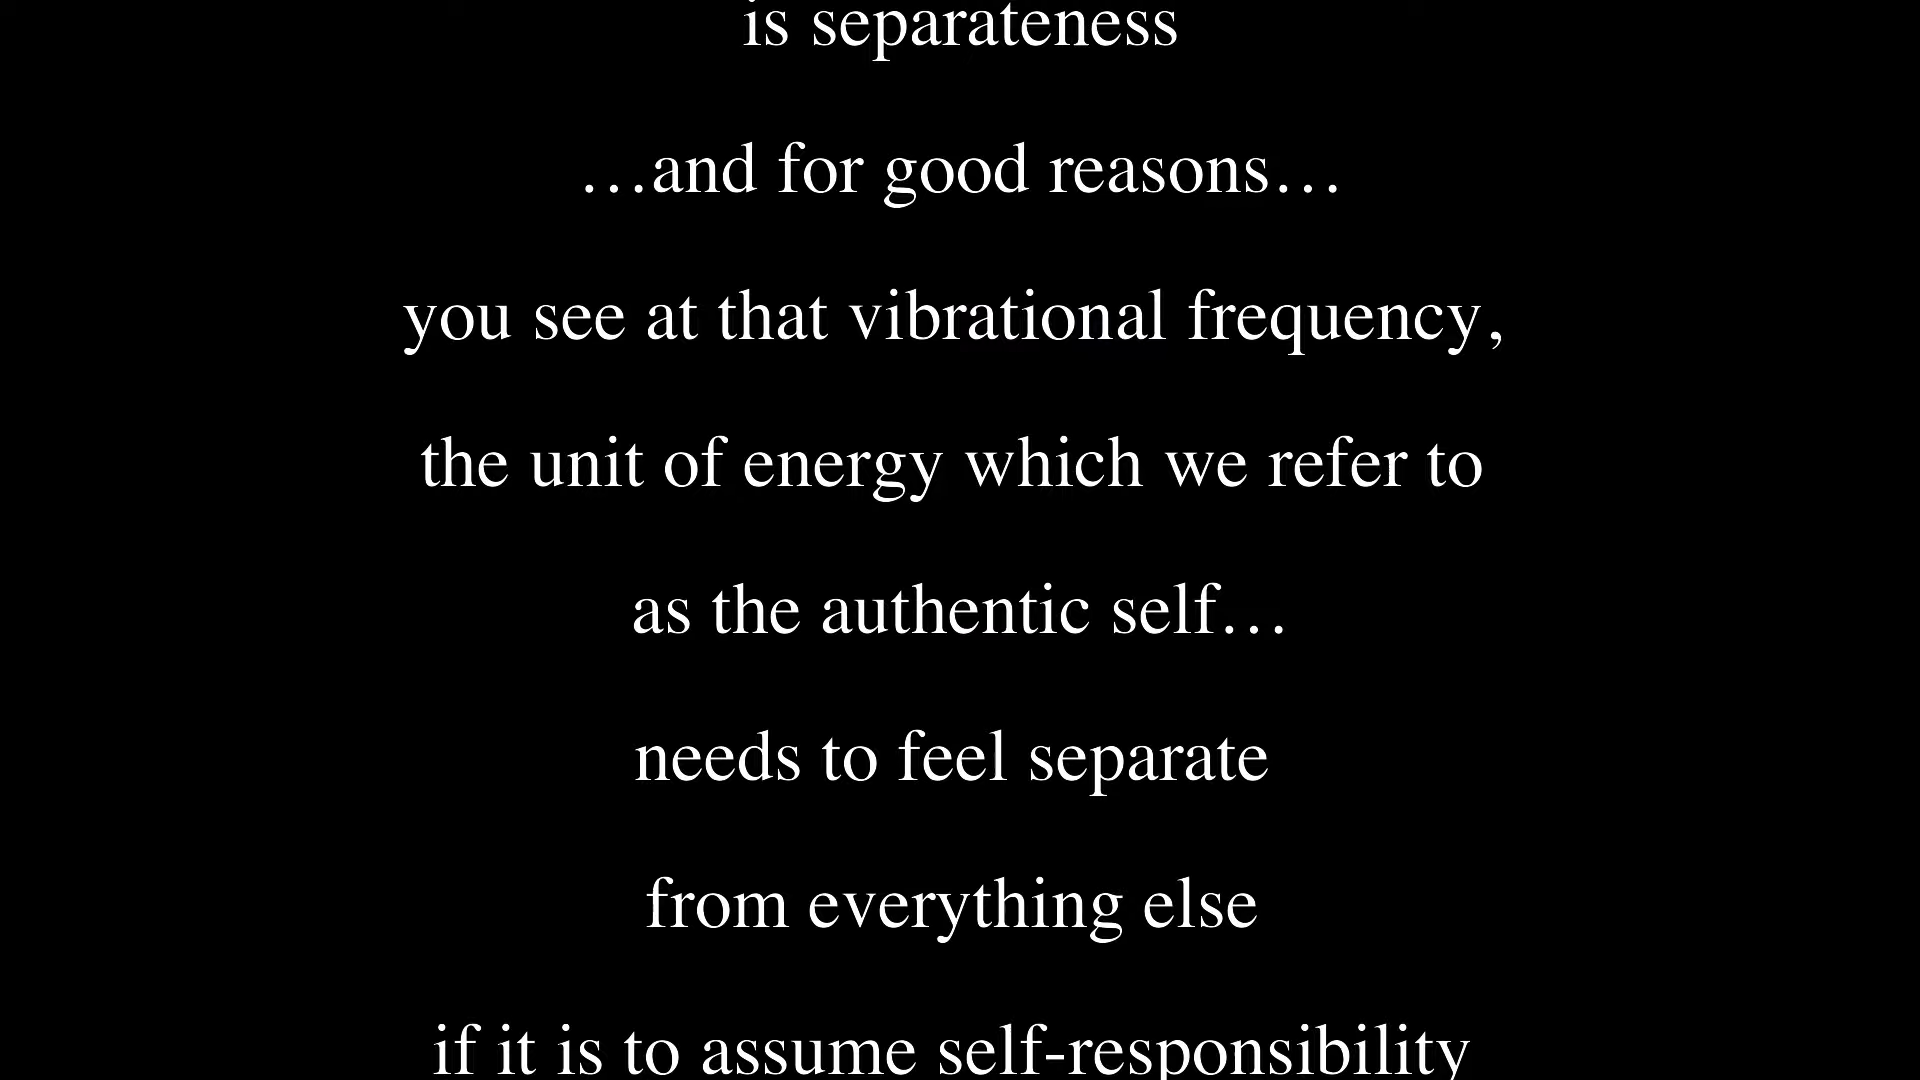 is separateness
…and for good reasons…
you see at that vibrational frequency,
the unit of energy which we refer to
as the authentic self…
needs to feel separate
from everything else
if it is to assume self-responsibility